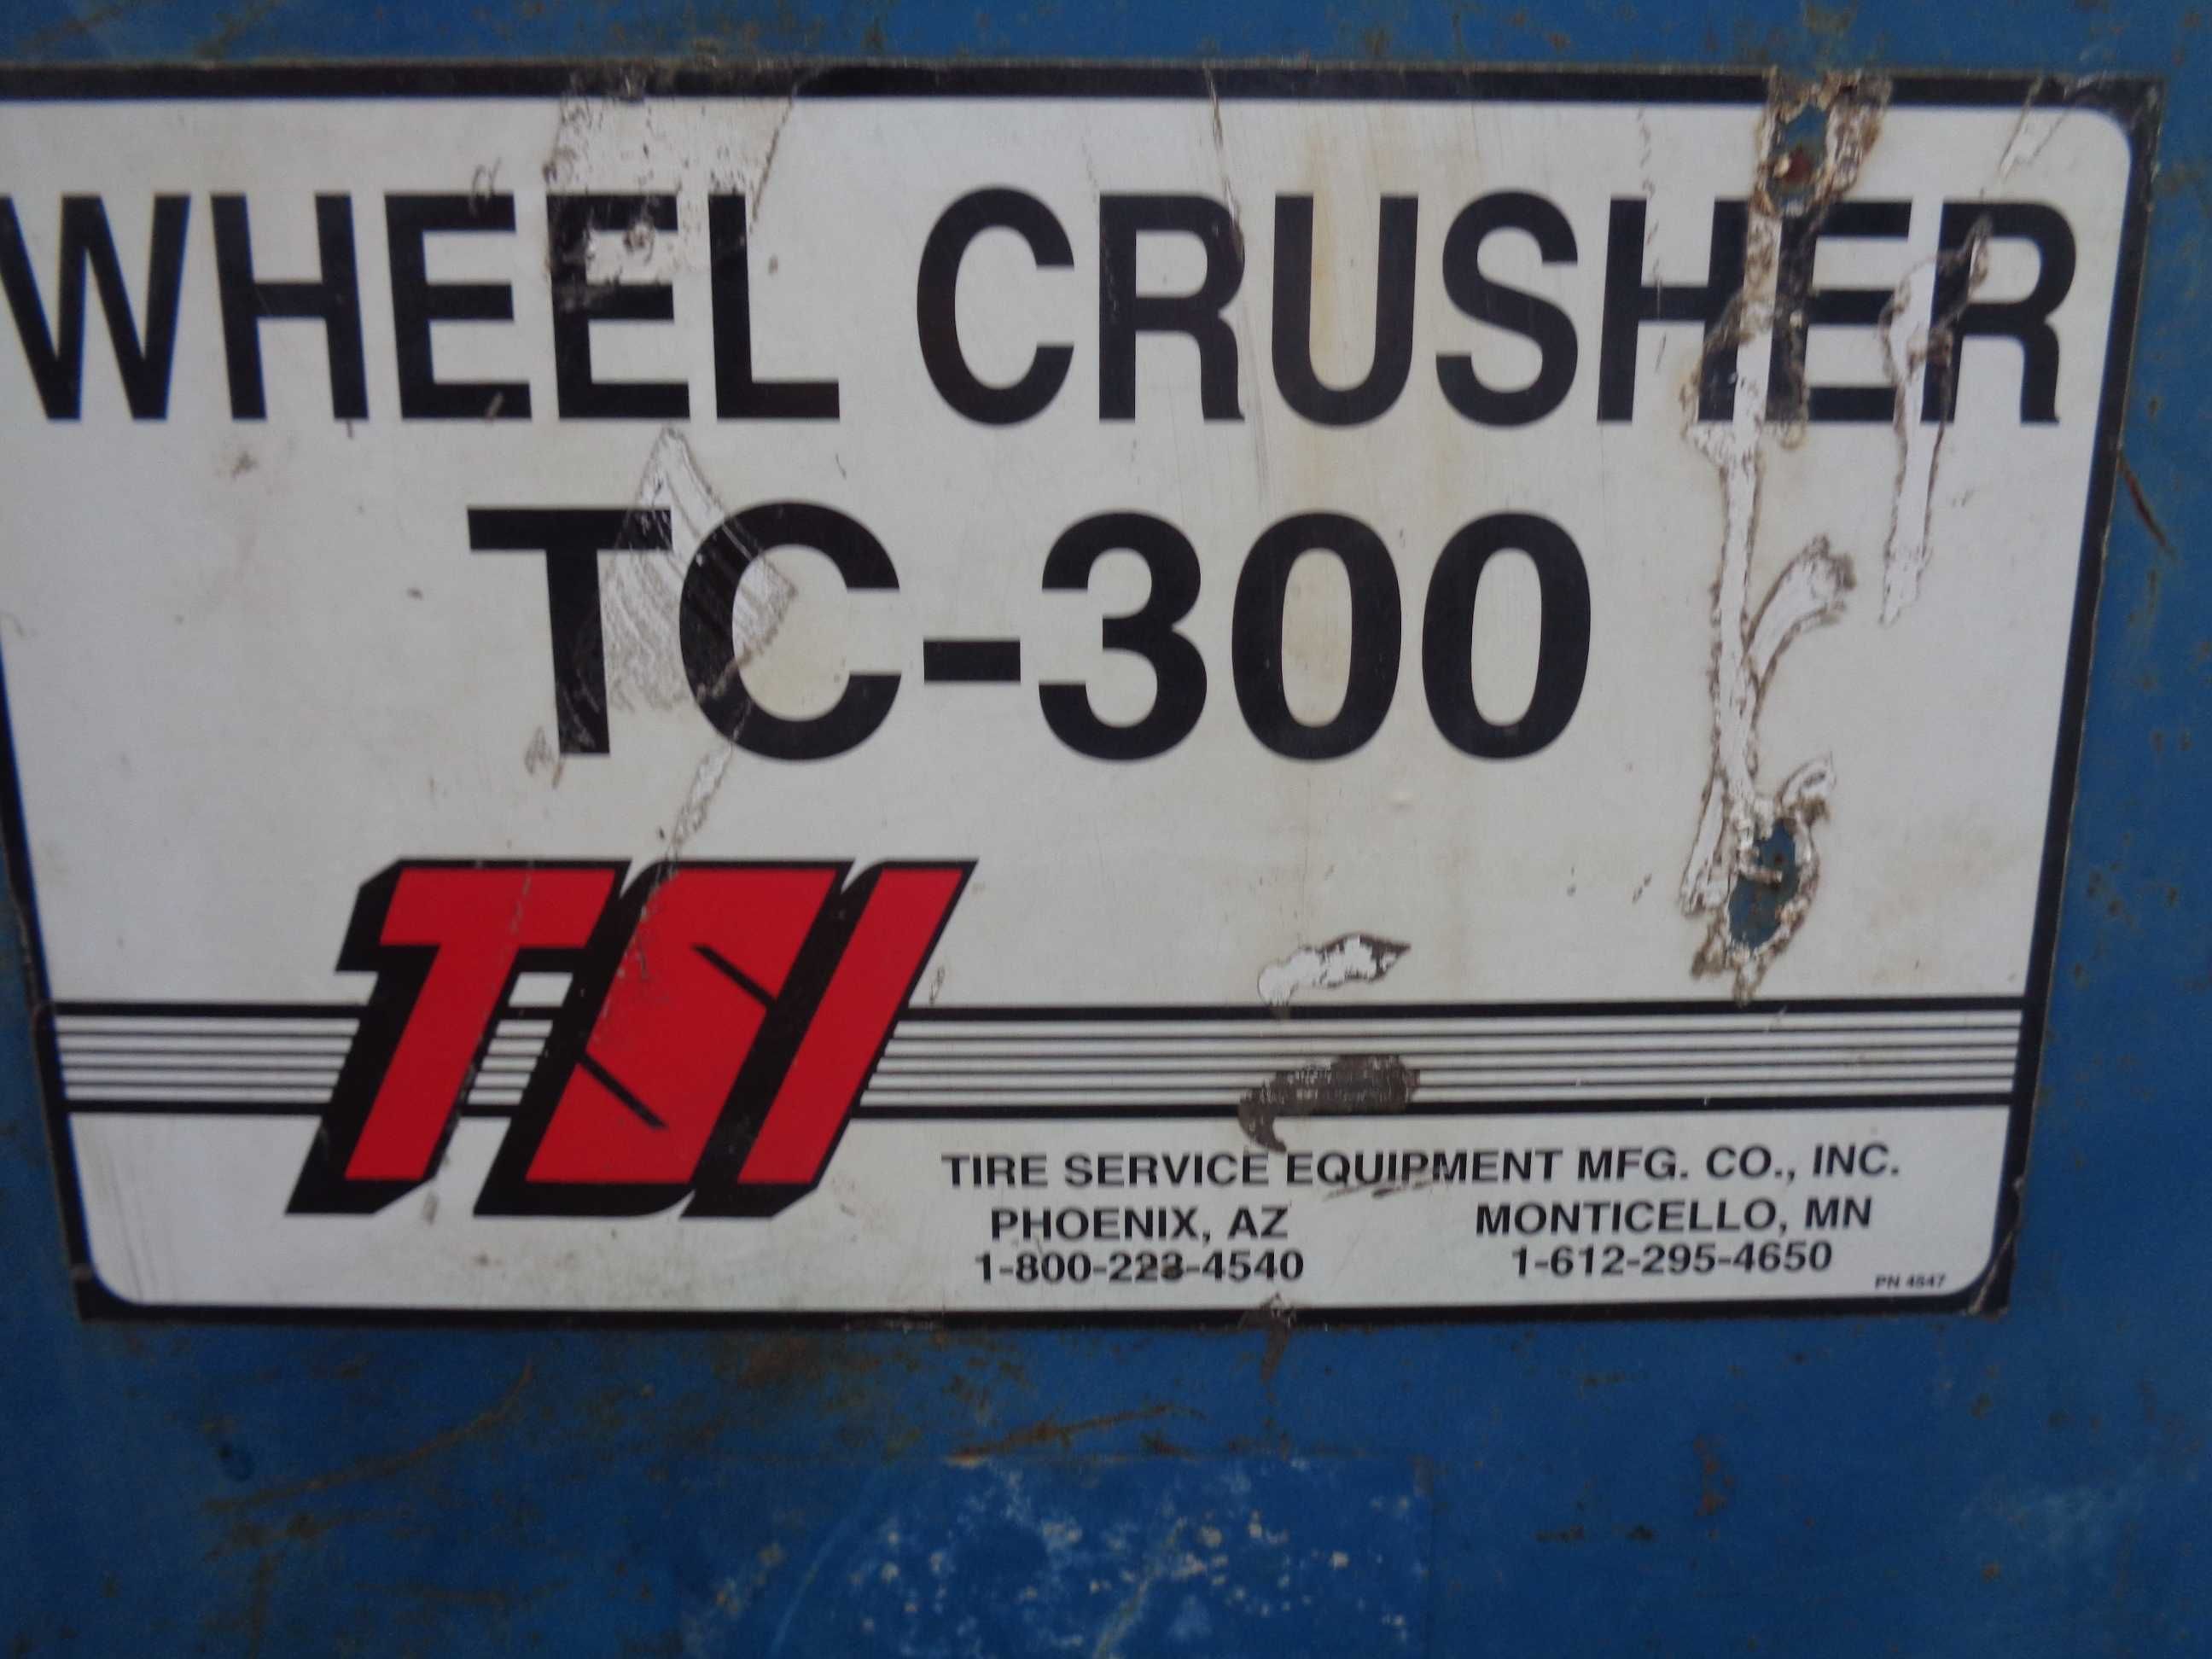 WHEEL CRUSHER
TC-300
TSI
TIRE SERVICE EQUIPMENT MFG. CO., INC.
PHOENIX, AZ MONTICELLO, MN
1-800-223-4540 1-612-295-4650
PN 4547